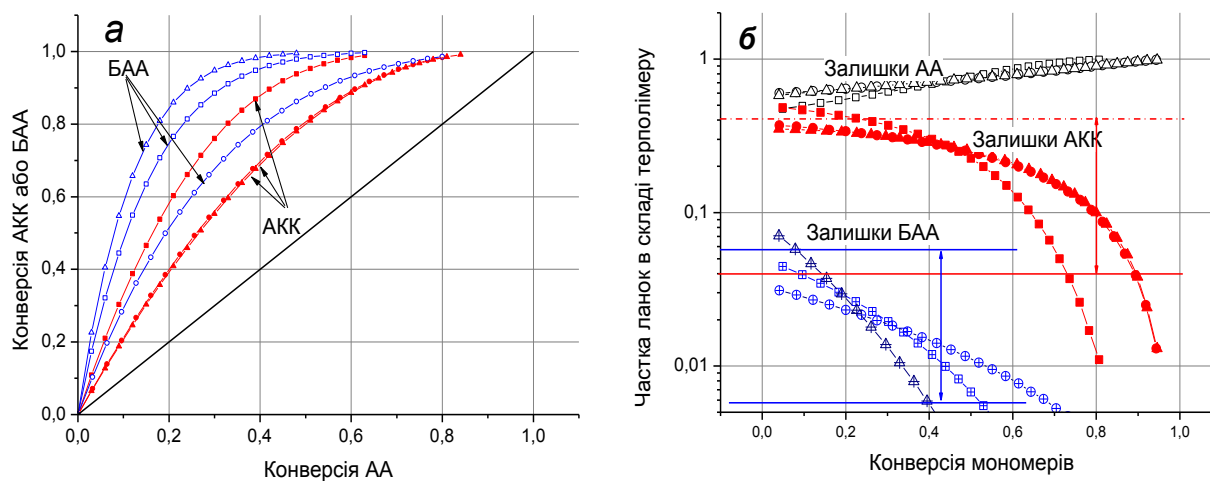 а
БАА
АКК
Конверсія АКК або БАА
1,0
0,8
0,6
0,4
0,2
0,0
0,0 0,2 0,4 0,6 0,8 1,0
Конверсія АА
б
Залишки АА
Залишки АКК
Залишки БАА
Частка ланок в складі терполімеру
1
0,1
0,01
0,0 0,2 0,4 0,6 0,8 1,0
Конверсія мономерів